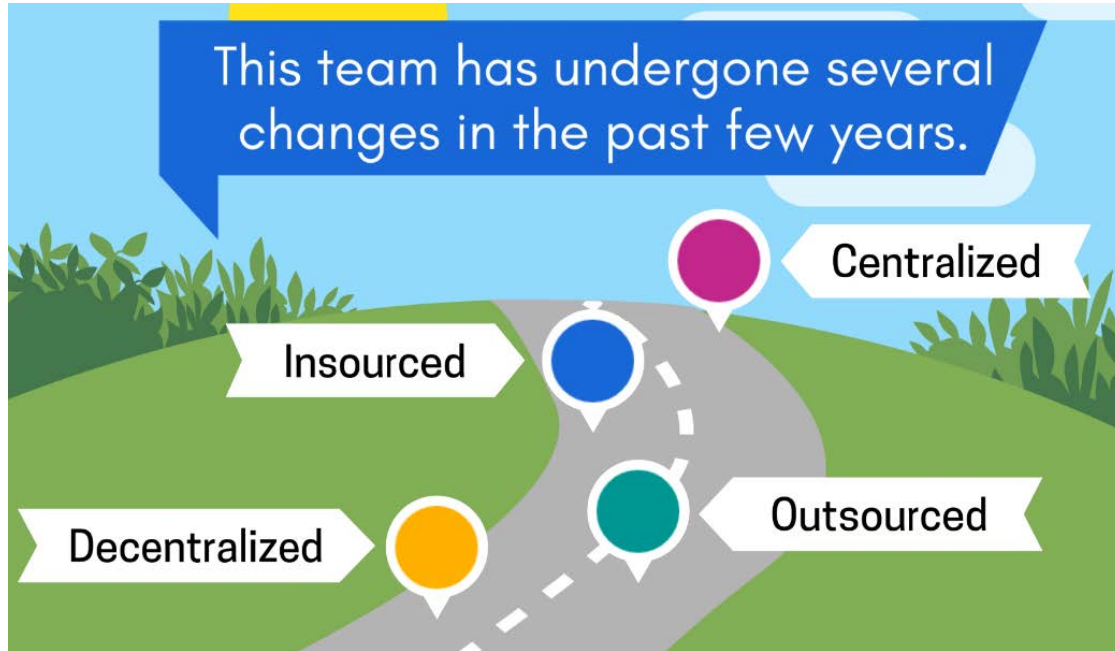 This team has undergone several
changes in the past few years.
Centralized
Insourced
Outsourced
Decentralized